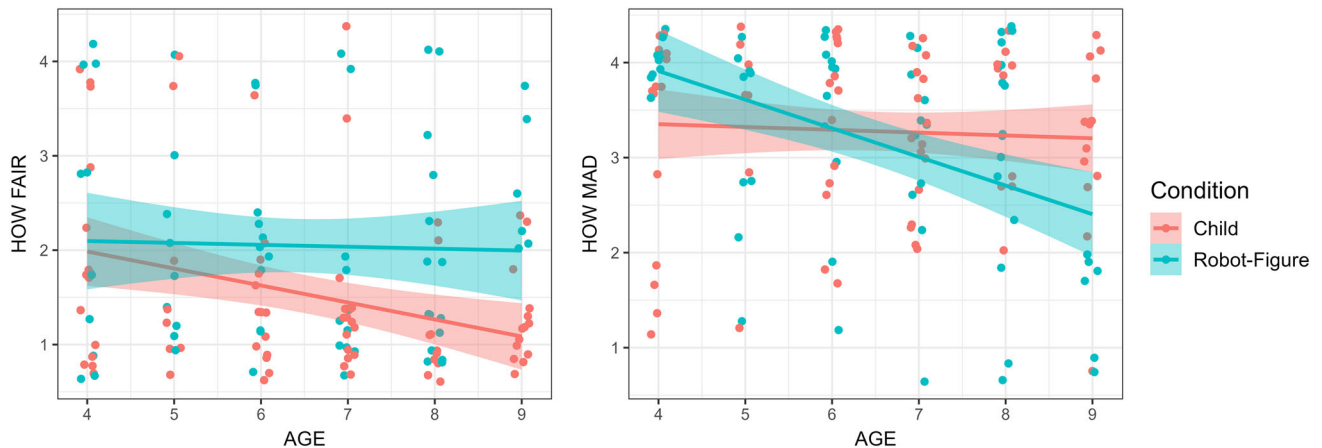 HOW FAIR
4
3
2
1
4 5 6 7 8 9
AGE
HOW MAD
4
3
2
1
4 5 6 7 8 9
AGE
Condition
Child
Robot-Figure